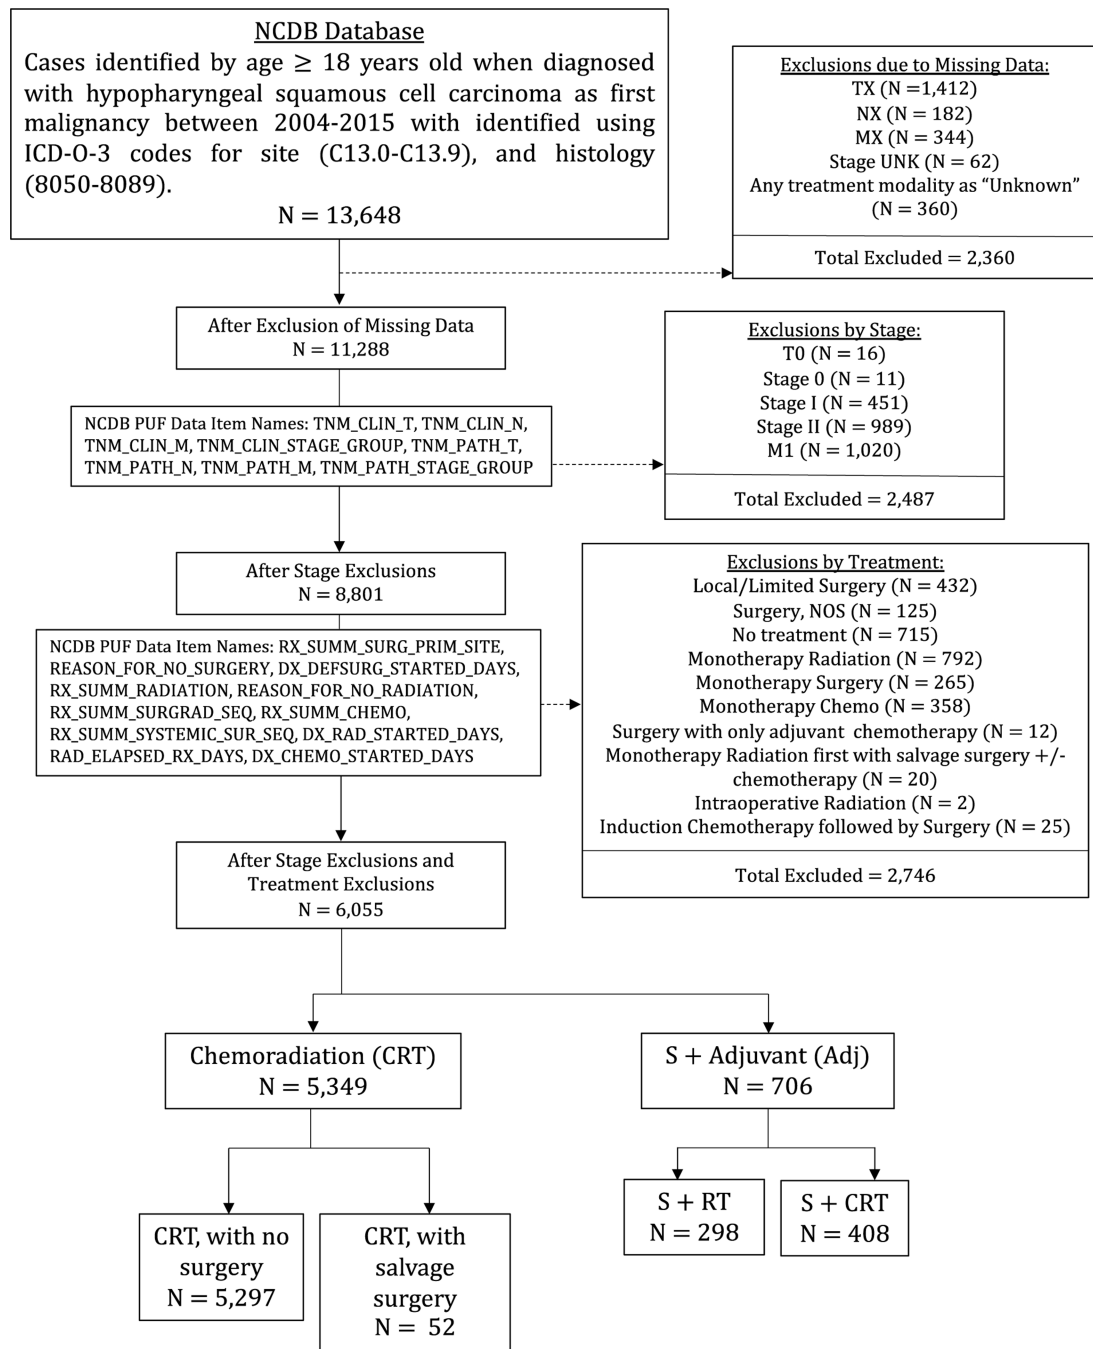 NCDB Database
Cases identified by age ≥ 18 years old when diagnosed
with hypopharyngeal squamous cell carcinoma as first
malignancy between 2004-2015 with identified using
ICD-O-3 codes for site (C13.0-C13.9), and histology
(8050-8089).
N = 13,648
Exclusions due to Missing Data:
TX (N =1,412)
NX (N = 182)
MX (N = 344)
Stage UNK (N = 62)
Any treatment modality as “Unknown”
(N = 360)
Total Excluded = 2,360
After Exclusion of Missing Data
N = 11,288
Exclusions by Stage:
T0 (N = 16)
Stage 0 (N = 11)
Stage I (N = 451)
Stage II (N = 989)
M1 (N = 1,020)
Total Excluded = 2,487
NCDB PUF Data Item Names: TNM_CLIN_T, TNM_CLIN_N,
TNM_CLIN_M, TNM_CLIN_STAGE_GROUP, TNM_PATH_T,
TNM_PATH_N, TNM_PATH_M, TNM_PATH_STAGE_GROUP
After Stage Exclusions
N = 8,801
Exclusions by Treatment:
Local/Limited Surgery (N = 432)
Surgery, NOS (N = 125)
No treatment (N = 715)
Monotherapy Radiation (N = 792)
Monotherapy Surgery (N = 265)
Monotherapy Chemo (N = 358)
Surgery with only adjuvant chemotherapy (N = 12)
Monotherapy Radiation first with salvage surgery +/-
chemotherapy (N = 20)
Intraoperative Radiation (N = 2)
Induction Chemotherapy followed by Surgery (N = 25)
Total Excluded = 2,746
NCDB PUF Data Item Names: RX_SUMM_SURG_PRIM_SITE,
REASON_FOR_NO_SURGERY, DX_DEFSURG_STARTED_DAYS,
RX_SUMM_RADIATION, REASON_FOR_NO_RADIATION,
RX_SUMM_SURGRAD_SEQ, RX_SUMM_CHEMO,
RX_SUMM_SYSTEMIC_SUR_SEQ, DX_RAD_STARTED_DAYS,
RAD_ELAPSED_RX_DAYS, DX_CHEMO_STARTED_DAYS
After Stage Exclusions and
Treatment Exclusions
N = 6,055
Chemoradiation (CRT)
N = 5,349
S + Adjuvant (Adj)
N = 706
CRT, with no
surgery
N = 5,297
CRT, with
salvage
surgery
N = 52
S + RT
N = 298
S + CRT
N = 408